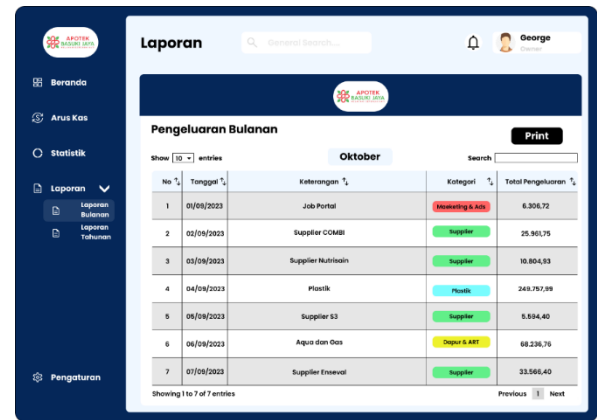 APOTEK
BASUKI JAYA
Laporan
General Search....
George
Owner
Beranda
Arus Kas
Statistik
Laporan
Laporan
Bulanan
Laporan
Tahunan
Pengaturan
APOTEK
BASUKI JAYA
Pengeluaran Bulanan
Print
Show 10 entries
Oktober
Search
No Tanggal Keterangan Kategori Total Pengeluaran
1 01/09/2023 Job Portal Maeketing & Ads 6.306,72
2 02/09/2023 Supplier COMBI Supplier 25.961,75
3 03/09/2023 Supplier Nutrisain Supplier 10.804,93
4 04/09/2023 Plastik Plastik 249.757,99
5 05/09/2023 Supplier S3 Supplier 5.594,40
6 06/09/2023 Aqua dan Gas Dapur & ART 68.236,76
7 07/09/2023 Supplier Enseval Supplier 33.566,40
Showing 1 to 7 of 7 entries
Previous 1 Next